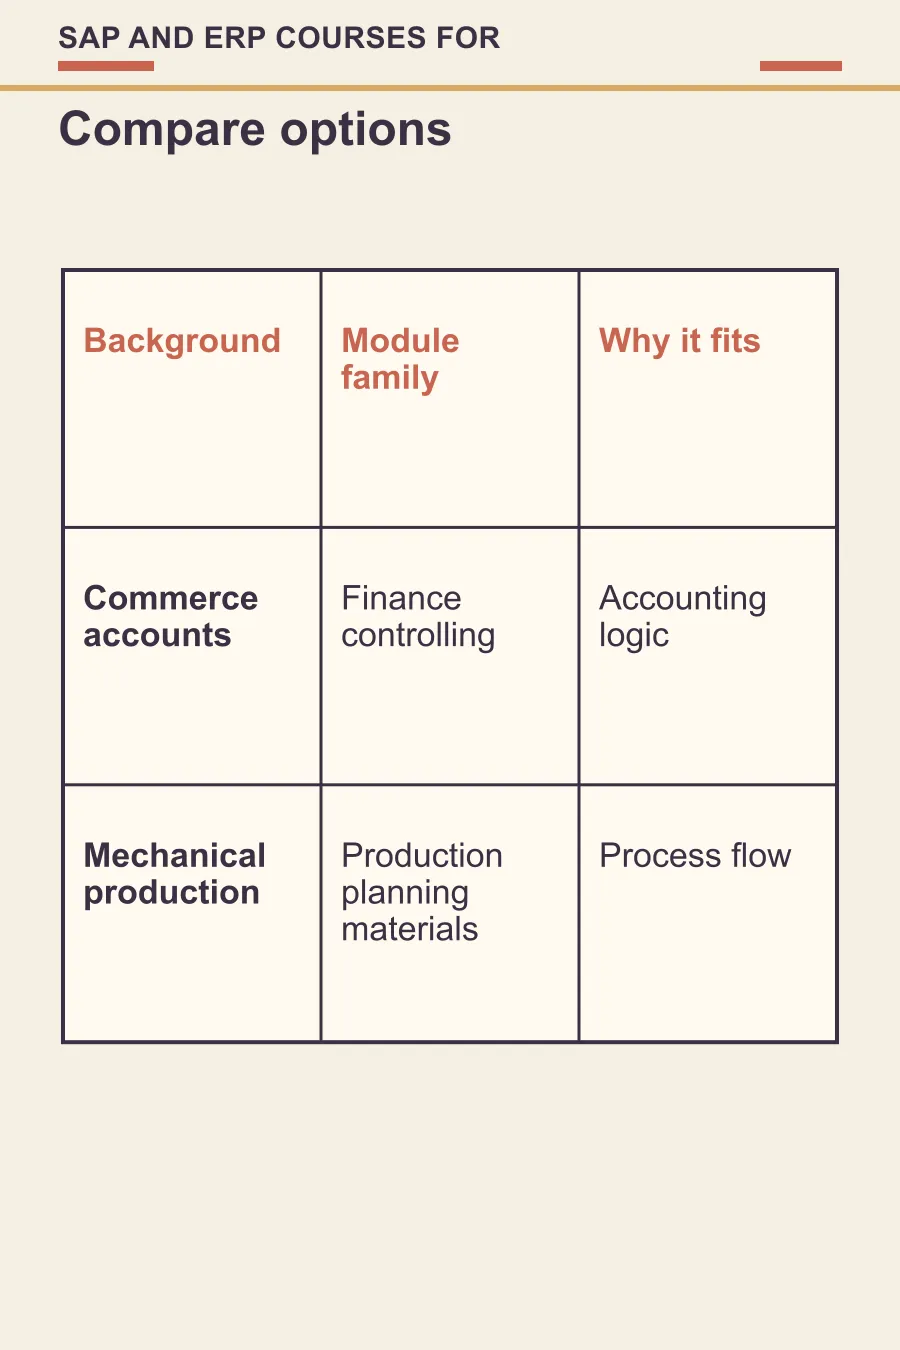 SAP AND ERP COURSES FOR
Compare options
Background
Module
family
Why it fits
Commerce
accounts
Finance
controlling
Accounting
logic
Mechanical
production
Production
planning
materials
Process flow